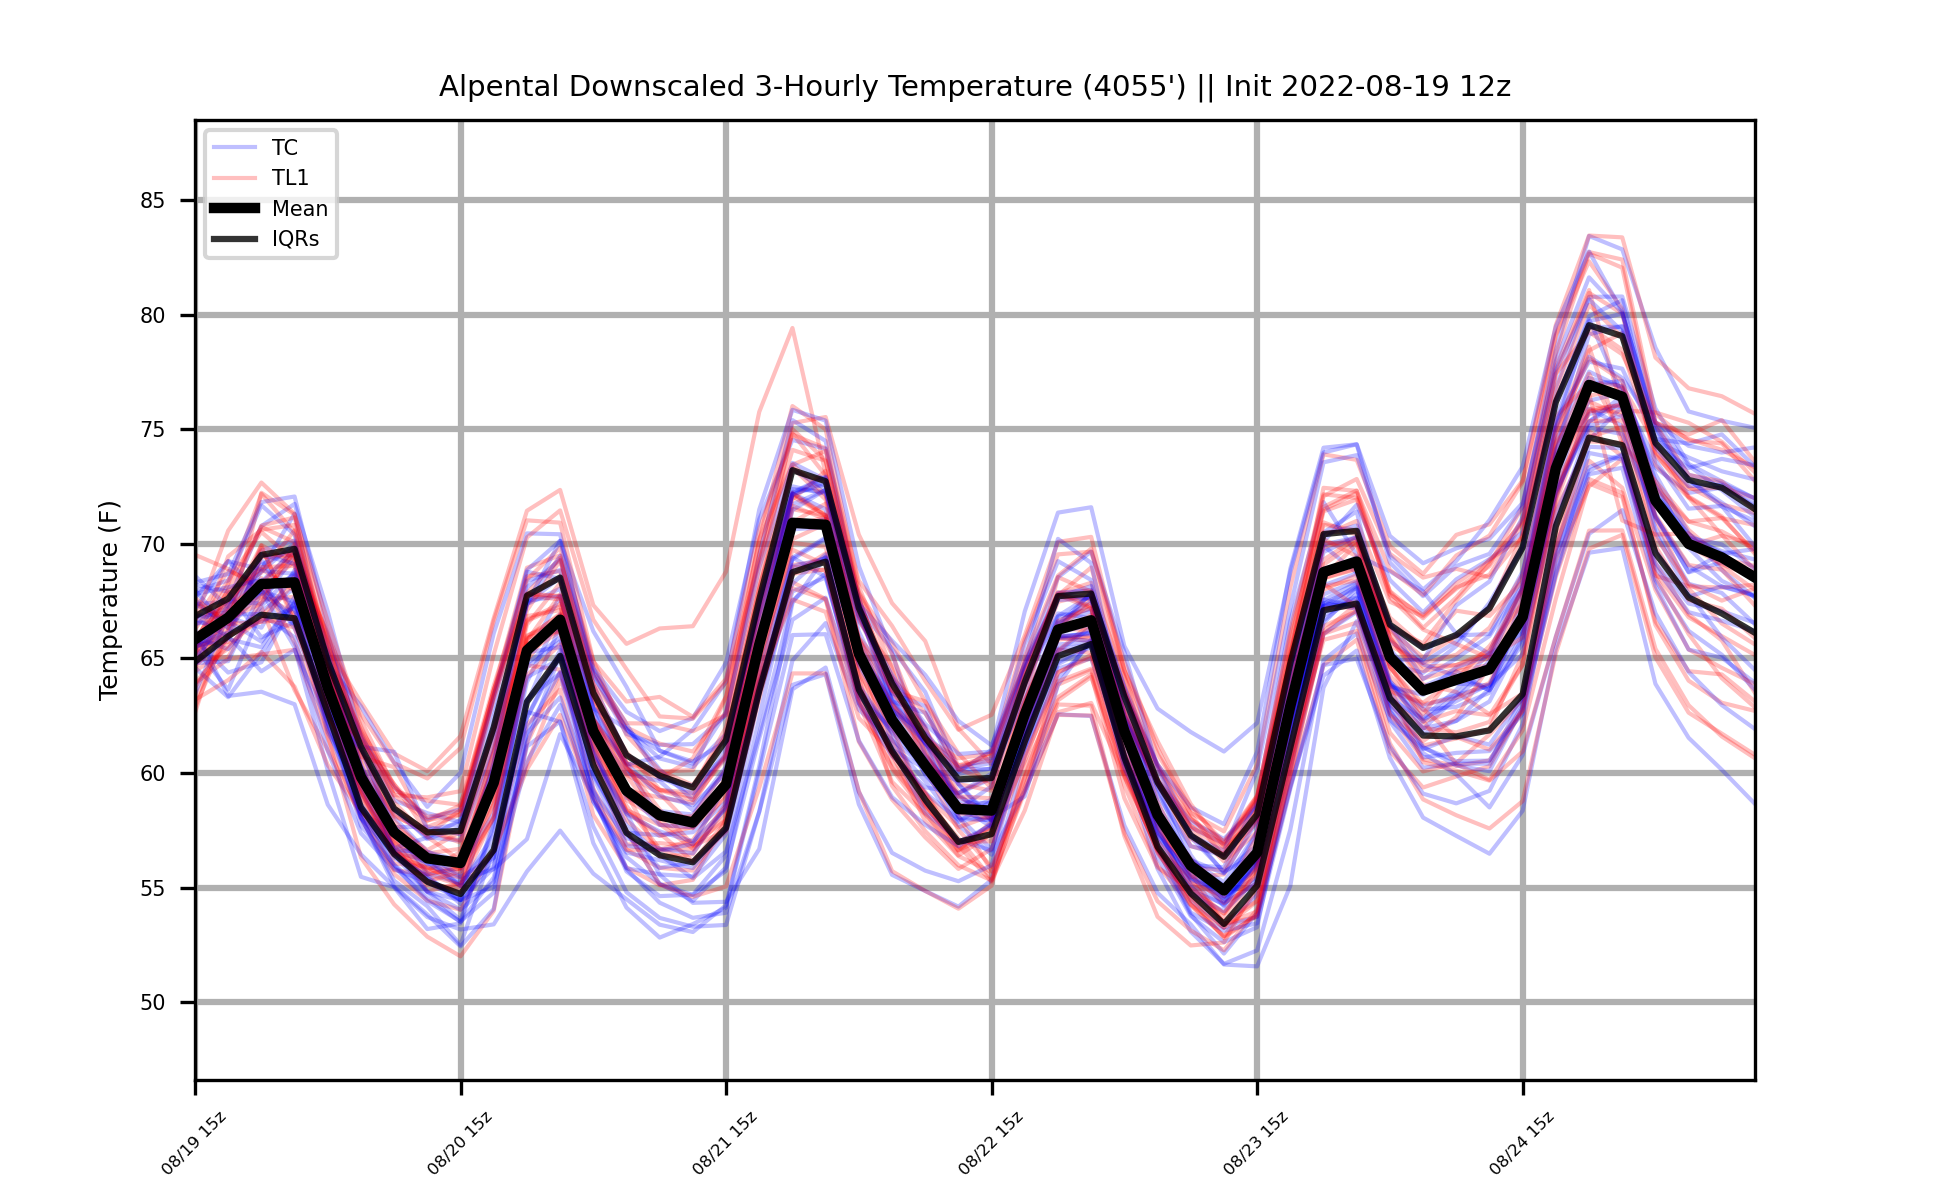 Alpental Downscaled 3-Hourly Temperature (4055') || Init 2022-08-19 12z
TC
TL1
Mean
IQRs
Temperature (F)
85
80
75
70
65
60
55
50
08/19 15z
08/20 15z
08/21 15z
08/22 15z
08/23 15z
08/24 15z